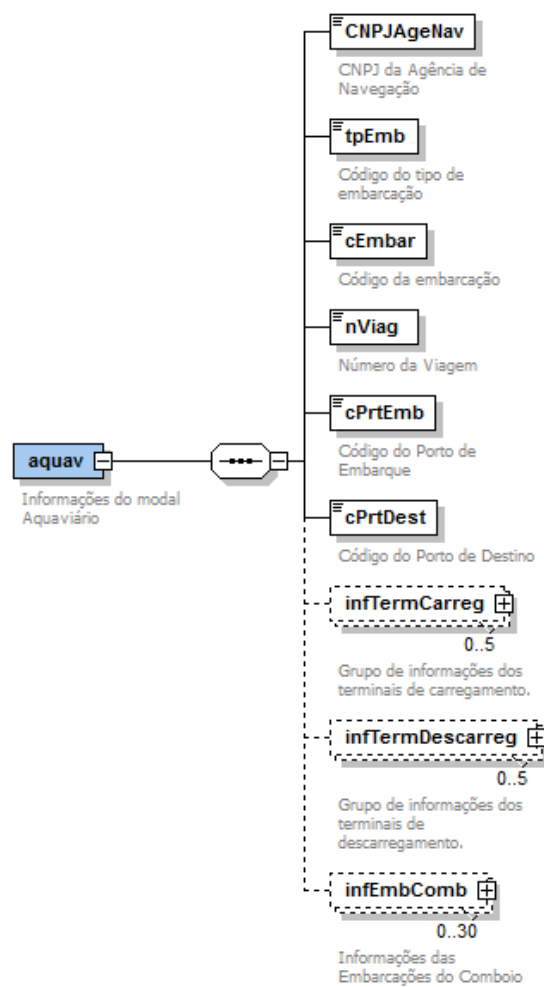 CNPJAgeNav
CNPJ da Agência de
Navegação
tpEmb
Código do tipo de
embarcação
cEmbar
Código da embarcação
nViag
Número da Viagem
cPrtEmb
Código do Porto de
Embarque
aquav
Informações do modal
Aquaviário
cPrtDest
Código do Porto de Destino
infTermCarreg
0..5
Grupo de informações dos
terminais de carregamento.
infTermDescarreg
0..5
Grupo de informações dos
terminais de
descarregamento.
infEmbComb
0..30
Informações das
Embarcações do Comboio